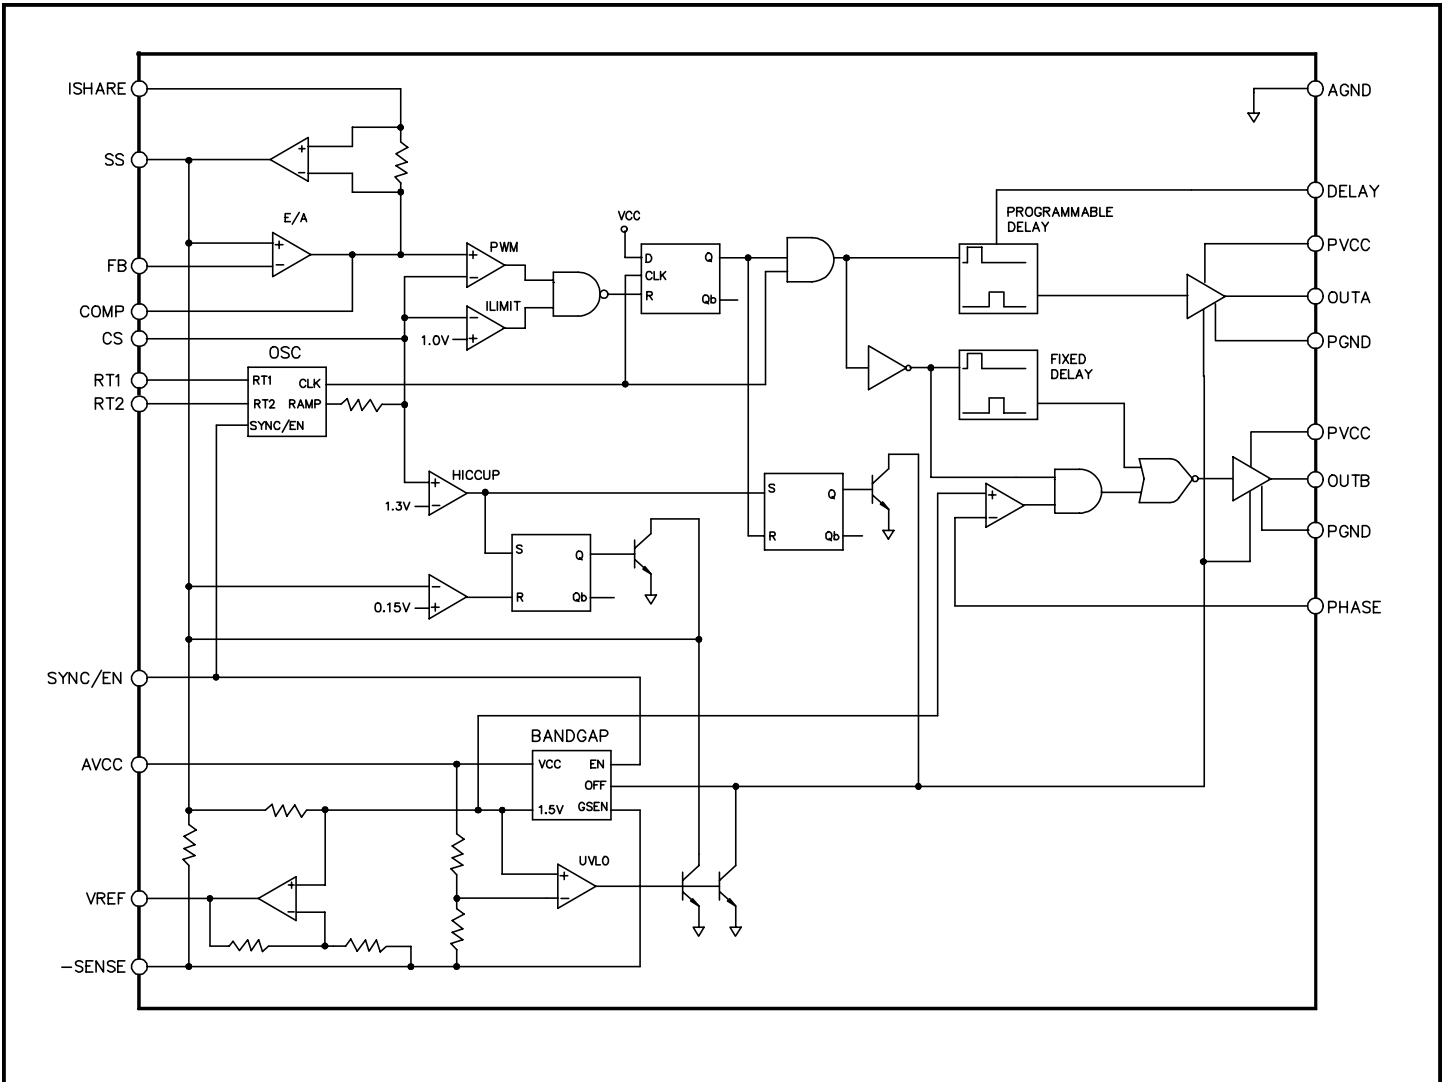 ISHARE
AGND
SS
DELAY
PROGRAMMABLE
DELAY
E/A
VCC
PVCC
PWM
+
−
FB
D
Q
CLK
R
Qb
ILIMIT
COMP
OUTA
CS
1.0V
PGND
OSC
FIXED
DELAY
RT1
RT1
CLK
RT2
RT2
RAMP
SYNC/EN
PVCC
HICCUP
1.3V
S
Q
R
Qb
OUTB
PGND
S
Q
R
Qb
0.15V
PHASE
SYNC/EN
BANDGAP
AVCC
VCC
EN
OFF
1.5V
GSEN
UVLO
VREF
−SENSE